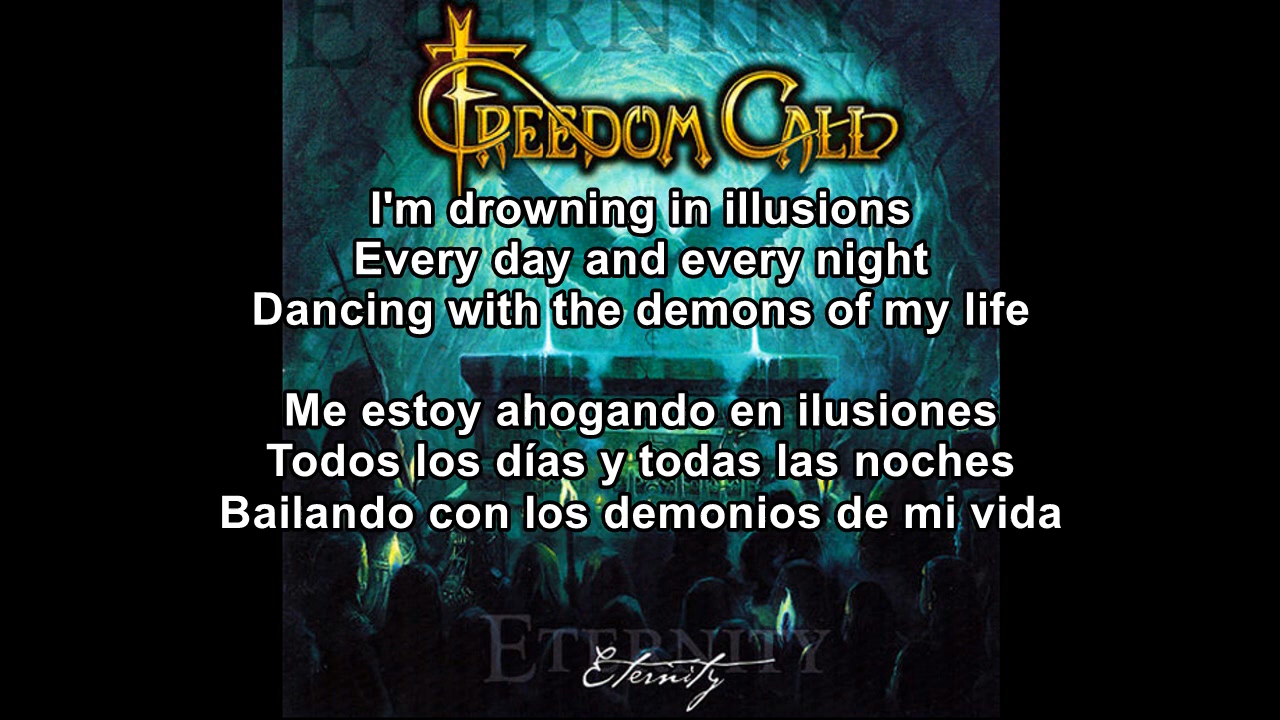 ETERNITY
FREEDOM CALL
I'm drowning in illusions
Every day and every night
Dancing with the demons of my life
Me estoy ahogando en ilusiones
Todos los días y todas las noches
Bailando con los demonios de mi vida
ETERNITY
Eternity